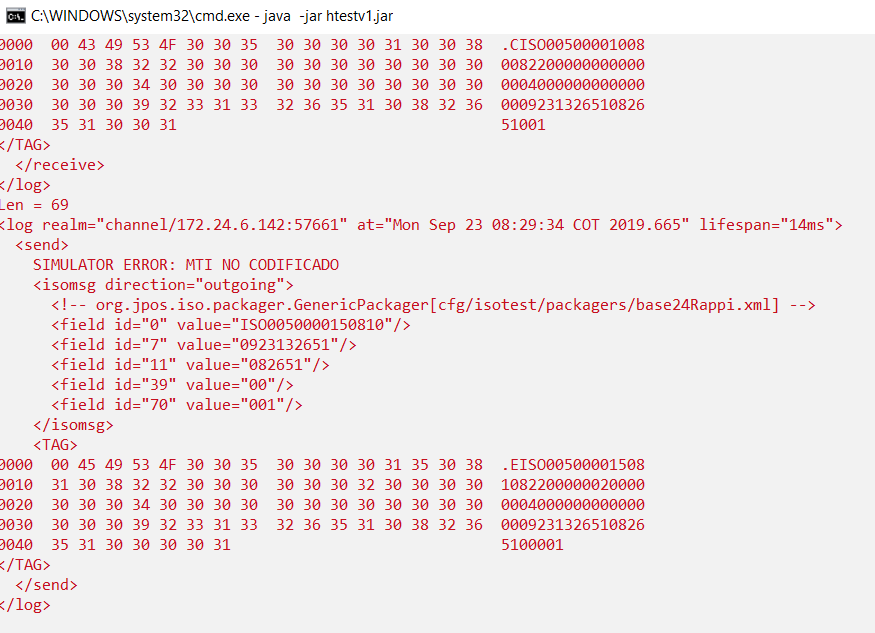 C:\WINDOWS\system32\cmd.exe - java  -jar htestv1.jar
0000  00 43 49 53 4F 30 30 35  30 30 30 30 31 30 30 38  .CISO00500001008
0010  30 30 38 32 32 30 30 30  30 30 30 30 30 30 30 30  0082200000000000
0020  30 30 30 34 30 30 30 30  30 30 30 30 30 30 30 30  0004000000000000
0030  30 30 30 39 32 33 31 33  32 36 35 31 30 38 32 36  0009231326510826
0040  35 31 30 30 31                                    51001
</TAG>
  </receive>
</log>
Len = 69
<log realm="channel/172.24.6.142:57661" at="Mon Sep 23 08:29:34 COT 2019.665" lifespan="14ms">
  <send>
    SIMULATOR ERROR: MTI NO CODIFICADO
    <isomsg direction="outgoing">
      <!-- org.jpos.iso.packager.GenericPackager[cfg/isotest/packagers/base24Rappi.xml] -->
      <field id="0" value="ISO0050000150810"/>
      <field id="7" value="0923132651"/>
      <field id="11" value="082651"/>
      <field id="39" value="00"/>
      <field id="70" value="001"/>
    </isomsg>
    <TAG>
0000  00 45 49 53 4F 30 30 35  30 30 30 30 31 35 30 38  .EISO00500001508
0010  31 30 38 32 32 30 30 30  30 30 30 32 30 30 30 30  1082200000020000
0020  30 30 30 34 30 30 30 30  30 30 30 30 30 30 30 30  0004000000000000
0030  30 30 30 39 32 33 31 33  32 36 35 31 30 38 32 36  0009231326510826
0040  35 31 30 30 30 30 31                              5100001
</TAG>
  </send>
</log>